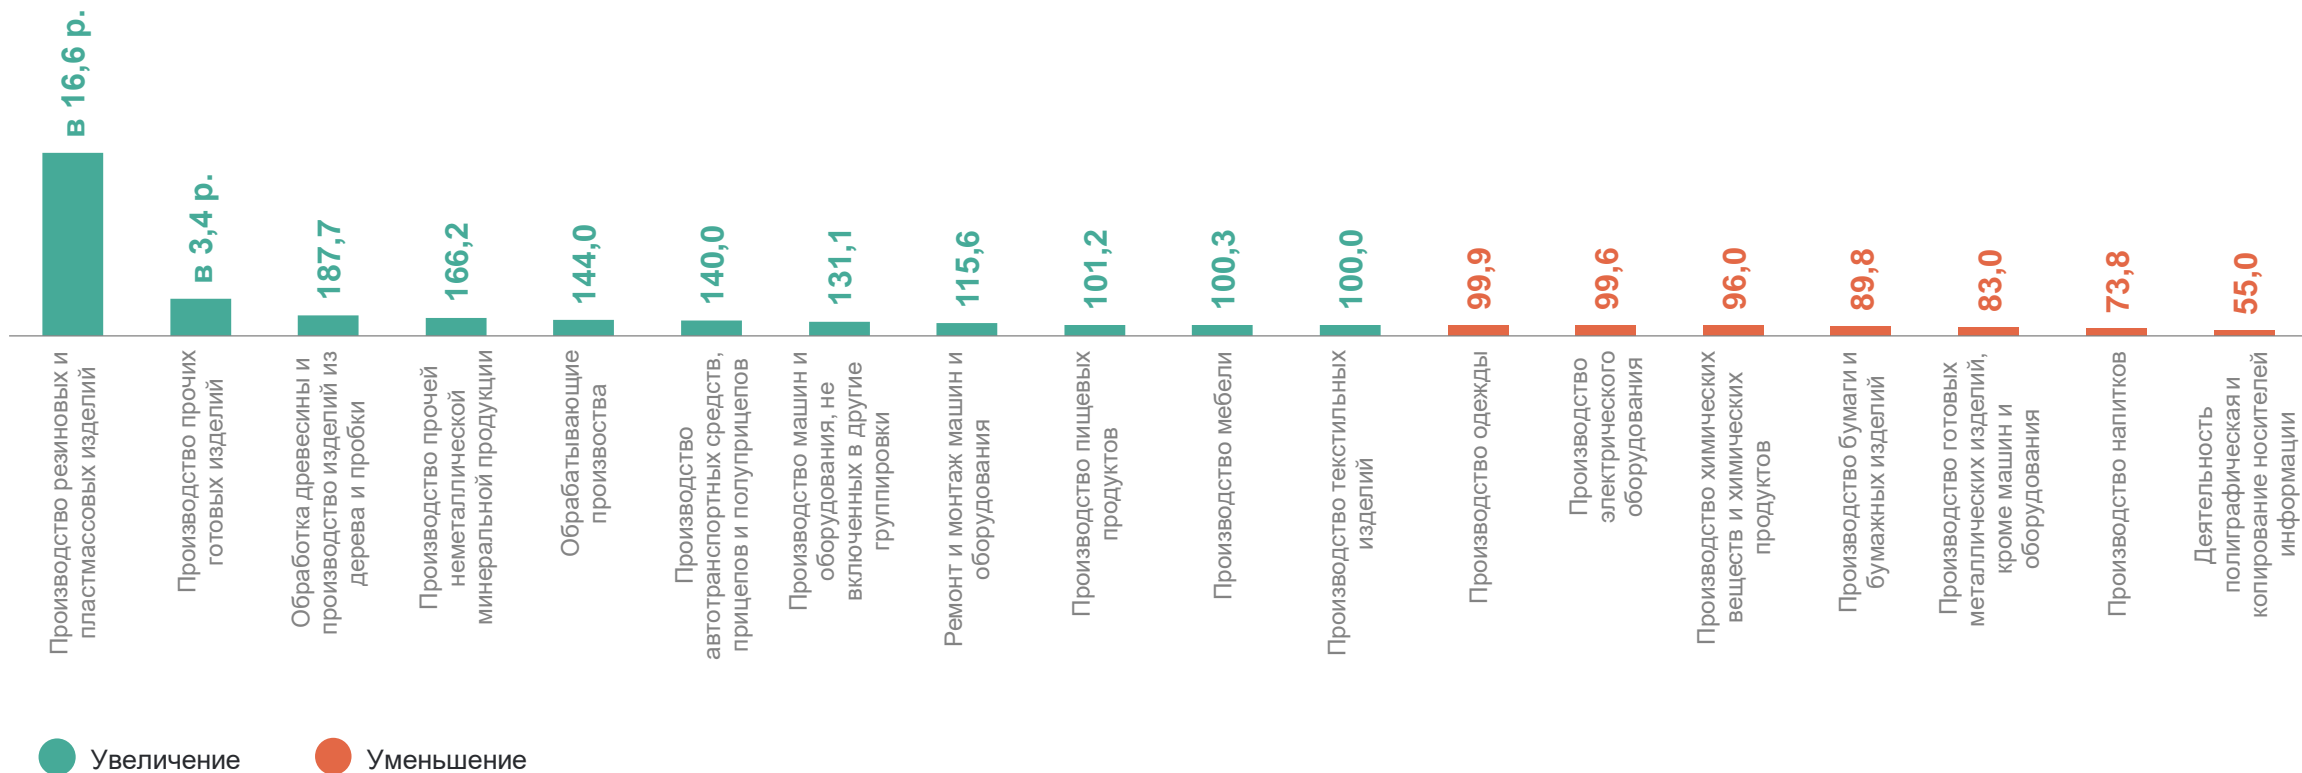 в 16,6 р.
в 3,4 р.
187,7
166,2
144,0
140,0
131,1
115,6
101,2
100,3
100,0
99,9
99,6
96,0
89,8
83,0
73,8
55,0
Производство резиновых и
пластмассовых изделий
Производство прочих
готовых изделий
Обработка древесины и
производство изделий из
дерева и пробки
Производство прочей
неметаллической
минеральной продукции
Обрабатывающие
произвоства
Производство
автотранспортных средств,
прицепов и полуприцепов
Производство машин и
оборудования, не
включенных в другие
группировки
Ремонт и монтаж машин и
оборудования
Производство пищевых
продуктов
Производство мебели
Производство текстильных
изделий
Производство одежды
Производство
электрического
оборудования
Производство химических
веществ и химических
продуктов
Производство бумаги и
бумажных изделий
Производство готовых
металлических изделий,
кроме машин и
оборудования
Производство напитков
Деятельность
полиграфическая и
копирование носителей
информации
Увеличение
Уменьшение